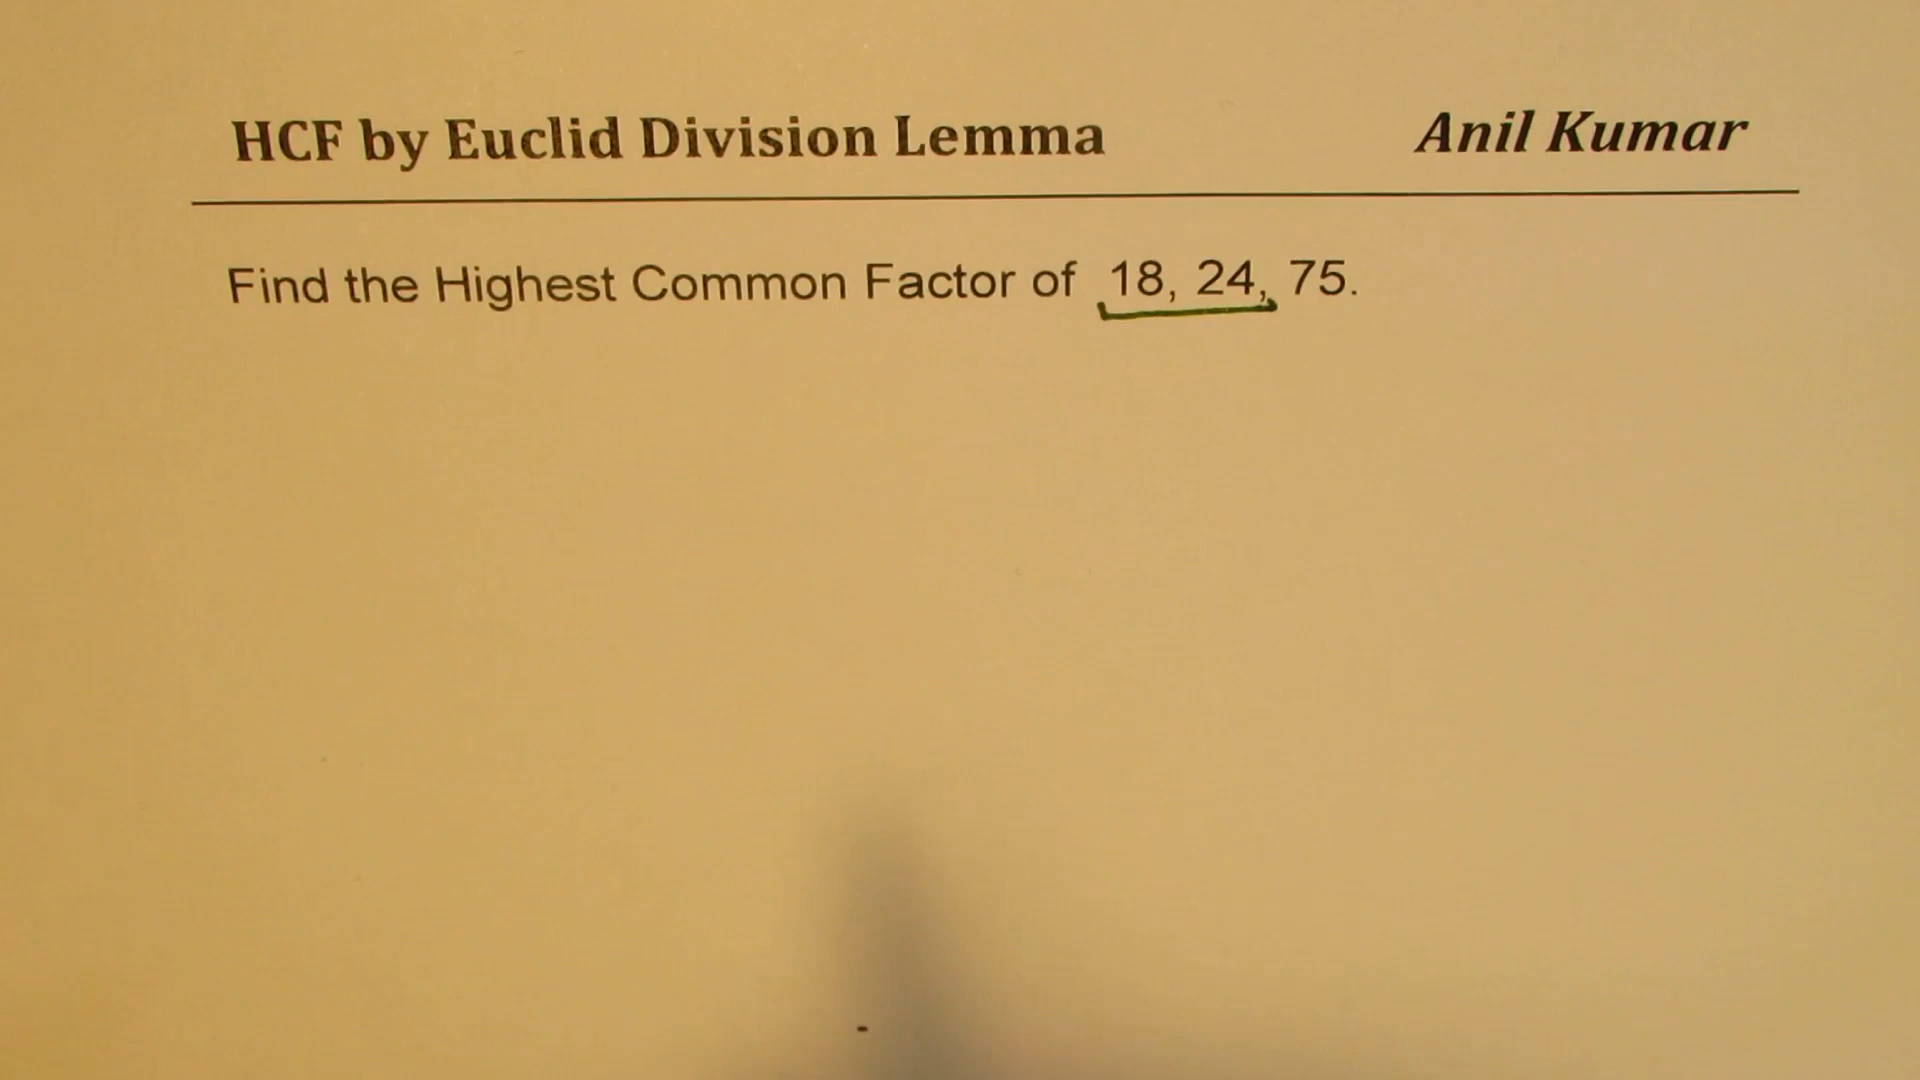 HCF by Euclid Division Lemma Anil Kumar
Find the Highest Common Factor of 18, 24, 75.